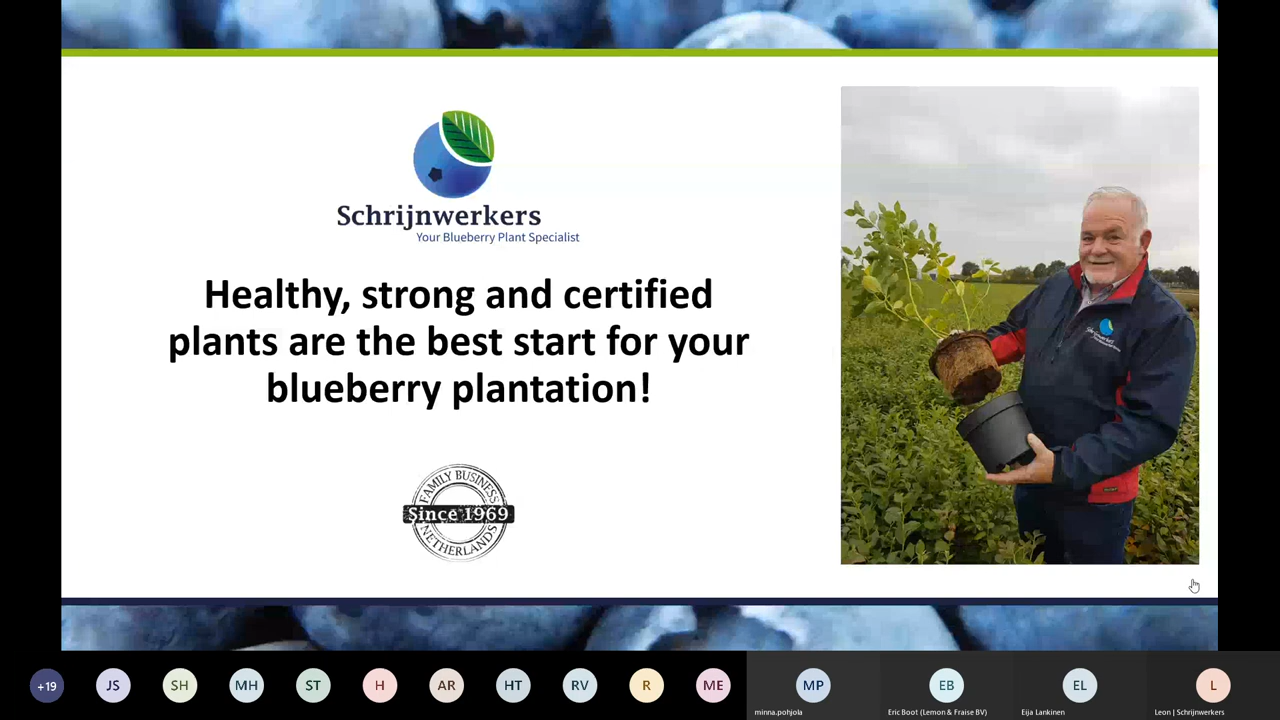 Schrijnwerkers
Your Blueberry Plant Specialist
Healthy, strong and certified
plants are the best start for your
blueberry plantation!
FAMILY BUSINESS
Since 1969
NETHERLANDS
+19
JS
SH
MH
ST
H
AR
HT
RV
R
ME
MP
EB
EL
L
minna.pohjola
Eric Boot (Lemon & Fraise BV)
Eija Lankinen
Leon | Schrijnwerkers